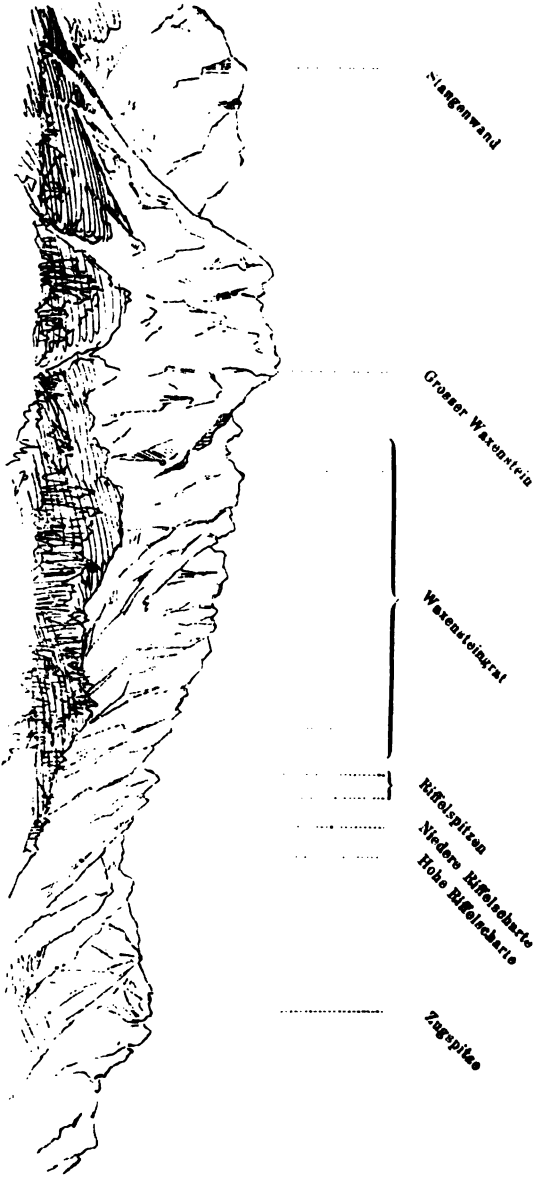 Stangenwand
Grosser Waxenstein
Waxensteingrat
Riffelspitzen
Niedere Riffelscharte
Hohe Riffelscharte
Zugspitze